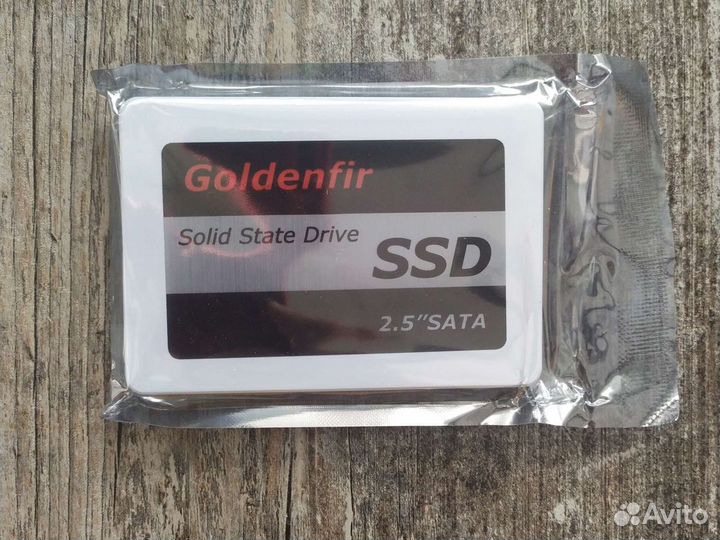 Goldenfir
Solid State Drive
SSD
2.5"SATA
Avito